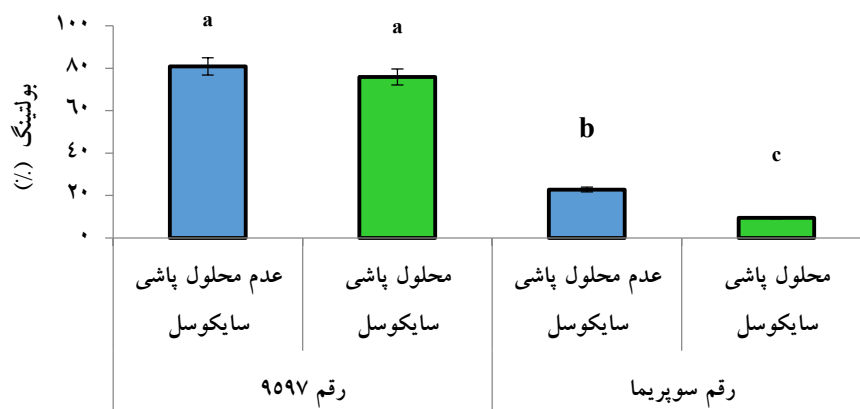 بولتینگ (٪)
۱۰۰
۸۰
۶۰
۴۰
۲۰
۰
a
a
b
c
عدم محلول پاشی
سایکوسل
محلول پاشی
سایکوسل
عدم محلول پاشی
سایکوسل
محلول پاشی
سایکوسل
رقم ۹۵۹۷
رقم سوپریما